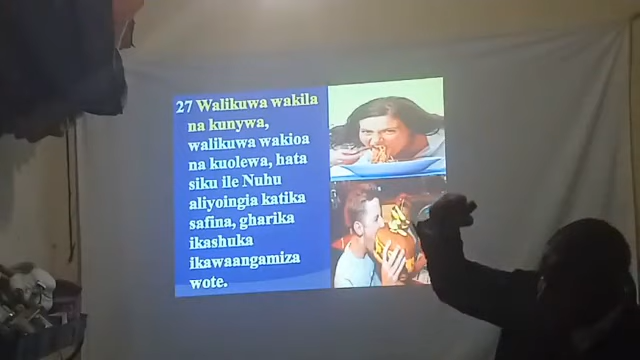 27 Walikuwa wakila
na kunywa,
walikuwa wakioa
na kuolewa, hata
siku ile Nuhu
aliyoingia katika
safina, gharika
ikashuka
ikawaangamiza
wote.